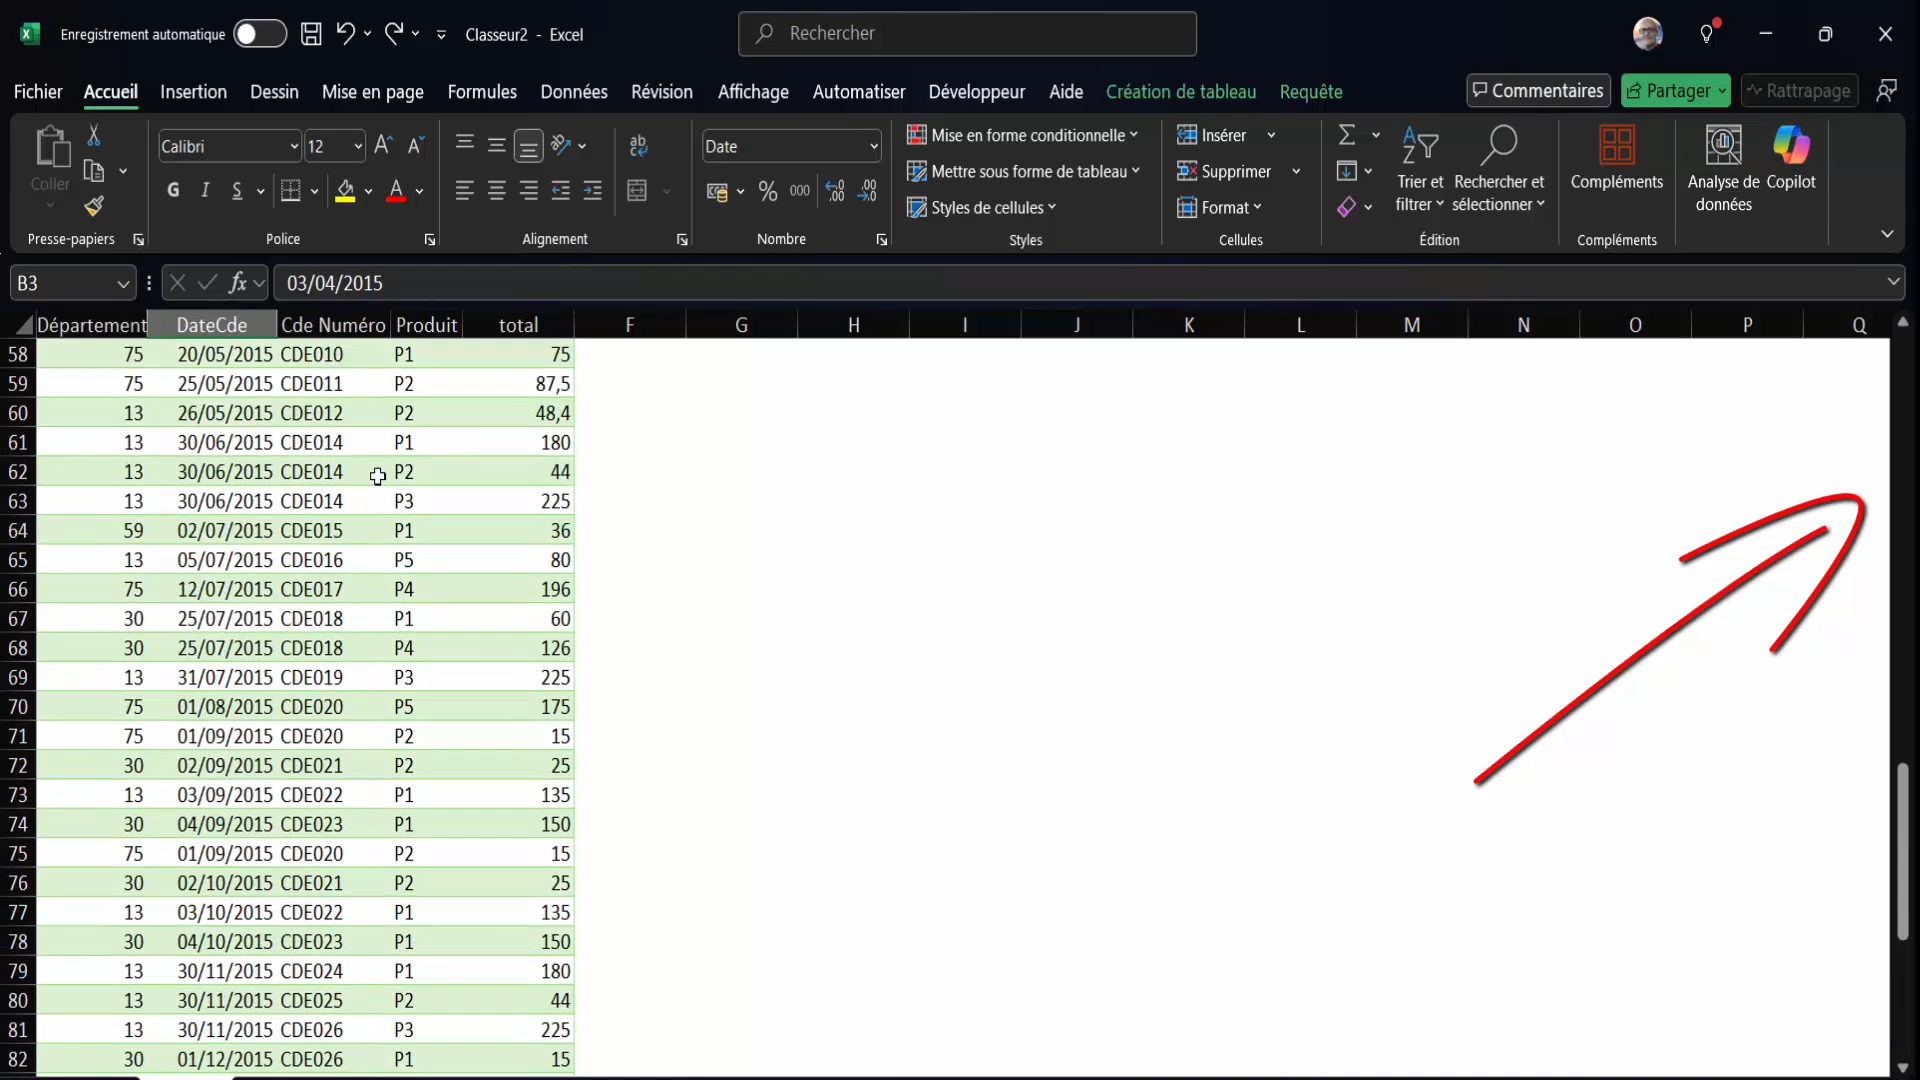 Enregistrement automatique
Classeur2 - Excel
Rechercher
Fichier Accueil Insertion Dessin Mise en page Formules Données Révision Affichage Automatiser Développeur Aide Création de tableau Requête Commentaires Partager Rattrapage
Coller
Presse-papiers
Calibri 12
G I S
Police
Alignement
Date
% 000
Nombre
Mise en forme conditionnelle
Mettre sous forme de tableau
Styles de cellules
Styles
Insérer
Supprimer
Format
Cellules
Trier et filtrer
Rechercher et sélectionner
Édition
Compléments
Compléments
Analyse de données
Copilot
B3 fx 03/04/2015
Département DateCde Cde Numéro Produit total F G H I J K L M N O P Q
58 75 20/05/2015 CDE010 P1 75
59 75 25/05/2015 CDE011 P2 87,5
60 13 26/05/2015 CDE012 P2 48,4
61 13 30/06/2015 CDE014 P1 180
62 13 30/06/2015 CDE014 P2 44
63 13 30/06/2015 CDE014 P3 225
64 59 02/07/2015 CDE015 P1 36
65 13 05/07/2015 CDE016 P5 80
66 75 12/07/2015 CDE017 P4 196
67 30 25/07/2015 CDE018 P1 60
68 30 25/07/2015 CDE018 P4 126
69 13 31/07/2015 CDE019 P3 225
70 75 01/08/2015 CDE020 P5 175
71 75 01/09/2015 CDE020 P2 15
72 30 02/09/2015 CDE021 P2 25
73 13 03/09/2015 CDE022 P1 135
74 30 04/09/2015 CDE023 P1 150
75 75 01/09/2015 CDE020 P2 15
76 30 02/10/2015 CDE021 P2 25
77 13 03/10/2015 CDE022 P1 135
78 30 04/10/2015 CDE023 P1 150
79 13 30/11/2015 CDE024 P1 180
80 13 30/11/2015 CDE025 P2 44
81 13 30/11/2015 CDE026 P3 225
82 30 01/12/2015 CDE026 P1 15